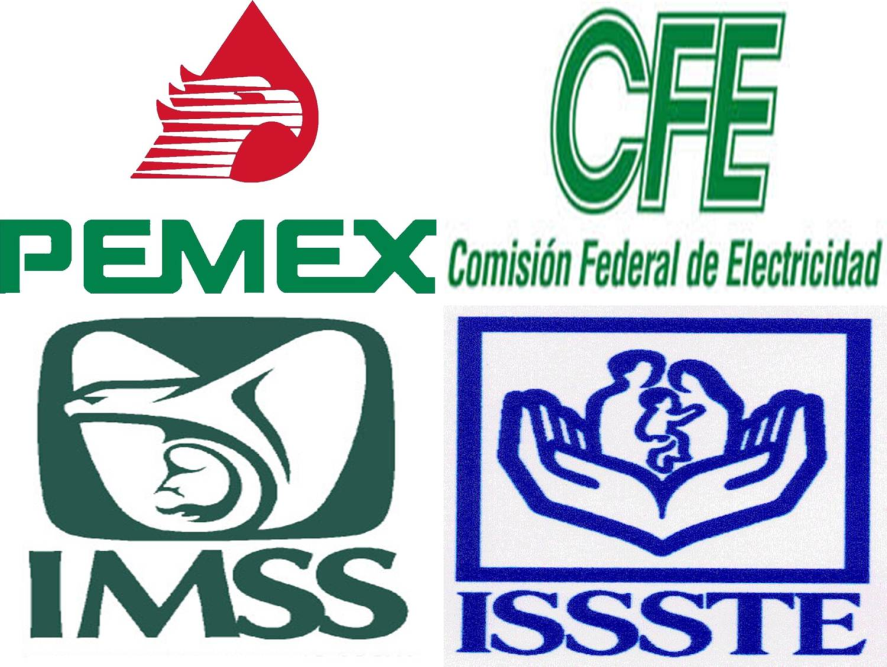 PEMEX
CFE
Comisión Federal de Electricidad
IMSS
ISSSTE